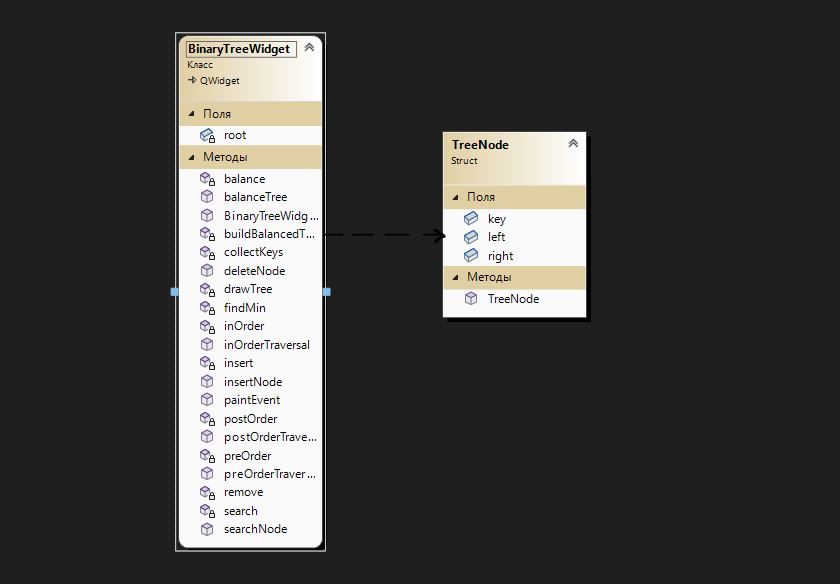 BinaryTreeWidget
Класс
QWidget
Поля
root
Методы
balance
balanceTree
BinaryTreeWidg...
buildBalancedT...
collectKeys
deleteNode
drawTree
findMin
inOrder
inOrderTraversal
insert
insertNode
paintEvent
postOrder
postOrderTrave...
preOrder
preOrderTraver...
remove
search
searchNode
TreeNode
Struct
Поля
key
left
right
Методы
TreeNode